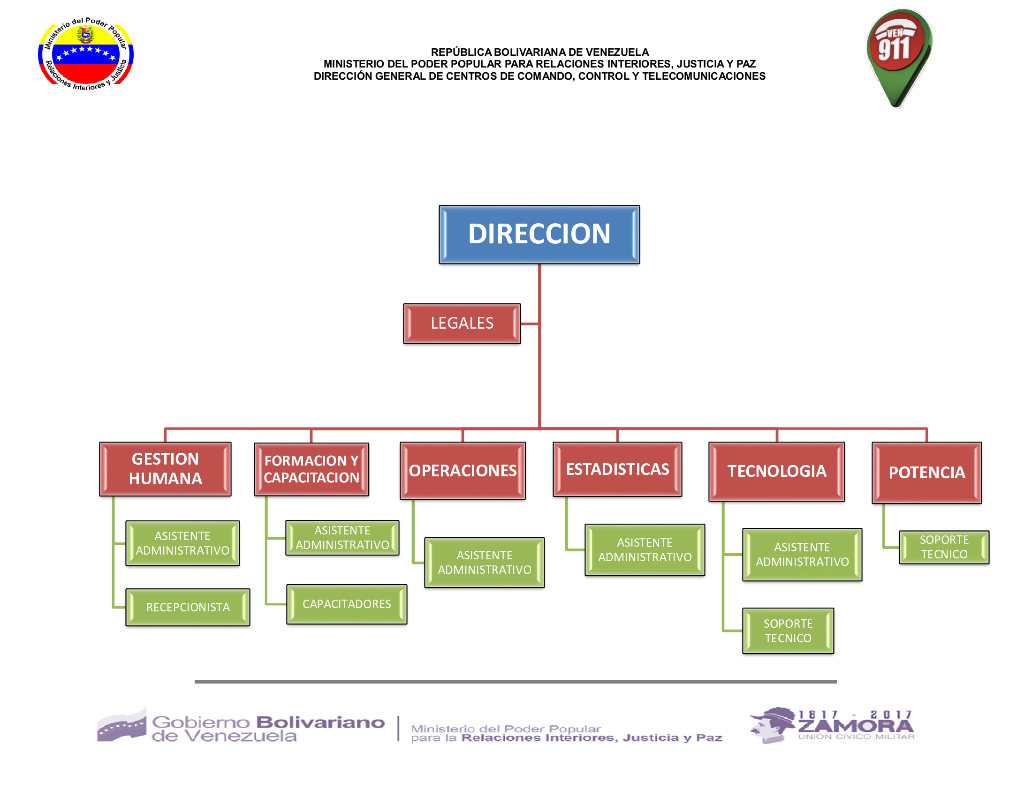 Ministerio del Poder Popular
Relaciones Interiores y Justicia
REPÚBLICA BOLIVARIANA DE VENEZUELA
MINISTERIO DEL PODER POPULAR PARA RELACIONES INTERIORES, JUSTICIA Y PAZ
DIRECCIÓN GENERAL DE CENTROS DE COMANDO, CONTROL Y TELECOMUNICACIONES
VEN
911
DIRECCION
LEGALES
GESTION
HUMANA
FORMACION Y
CAPACITACION
OPERACIONES
ESTADISTICAS
TECNOLOGIA
POTENCIA
ASISTENTE
ADMINISTRATIVO
RECEPCIONISTA
ASISTENTE
ADMINISTRATIVO
CAPACITADORES
ASISTENTE
ADMINISTRATIVO
ASISTENTE
ADMINISTRATIVO
ASISTENTE
ADMINISTRATIVO
SOPORTE
TECNICO
SOPORTE
TECNICO
Gobierno Bolivariano
de Venezuela
Ministerio del Poder Popular
para la Relaciones Interiores, Justicia y Paz
1817 - 2017
ZAMORA
UNIÓN CÍVICO MILITAR